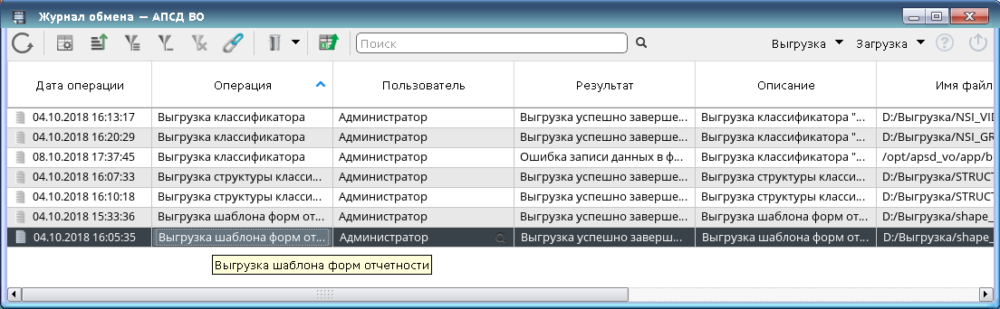 Журнал обмена — АПСД ВО
Поиск
Выгрузка Загрузка
Дата операции Операция Пользователь Результат Описание Имя файл
04.10.2018 16:13:17 Выгрузка классификатора Администратор Выгрузка успешно заверше... Выгрузка классификатора "... D:/Выгрузка/NSI_VID
04.10.2018 16:20:29 Выгрузка классификатора Администратор Выгрузка успешно заверше... Выгрузка классификатора "... D:/Выгрузка/NSI_GR
08.10.2018 17:37:45 Выгрузка классификатора Администратор Ошибка записи данных в ф... Выгрузка классификатора... /opt/apsd_vo/app/b
04.10.2018 16:07:33 Выгрузка структуры класси... Администратор Выгрузка успешно заверше... Выгрузка структуры класси... D:/Выгрузка/STRUCT
04.10.2018 16:10:18 Выгрузка структуры класси... Администратор Выгрузка успешно заверше... Выгрузка структуры класси... D:/Выгрузка/STRUCT
04.10.2018 15:33:36 Выгрузка шаблона форм от... Администратор Выгрузка успешно заверше... Выгрузка шаблона форм от... D:/Выгрузка/shape_
04.10.2018 16:05:35 Выгрузка шаблона форм от... Администратор Выгрузка успешно заверш... Выгрузка шаблона форм от... D:/Выгрузка/shape_
Выгрузка шаблона форм отчетности